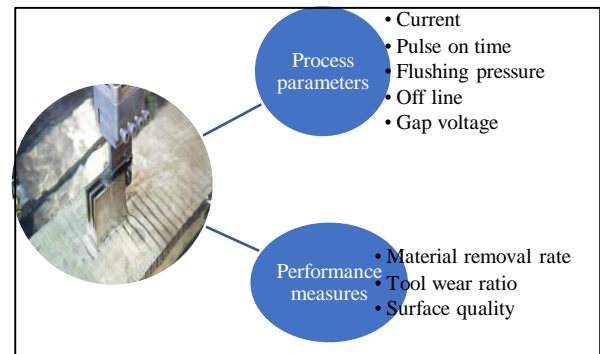 Process
parameters
• Current
• Pulse on time
• Flushing pressure
• Off line
• Gap voltage
Performance
measures
• Material removal rate
• Tool wear ratio
• Surface quality